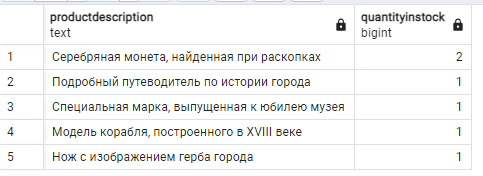 productdescription quantityinstock
text bigint
1 Серебряная монета, найденная при раскопках 2
2 Подробный путеводитель по истории города 1
3 Специальная марка, выпущенная к юбилею музея 1
4 Модель корабля, построенного в XVIII веке 1
5 Нож с изображением герба города 1